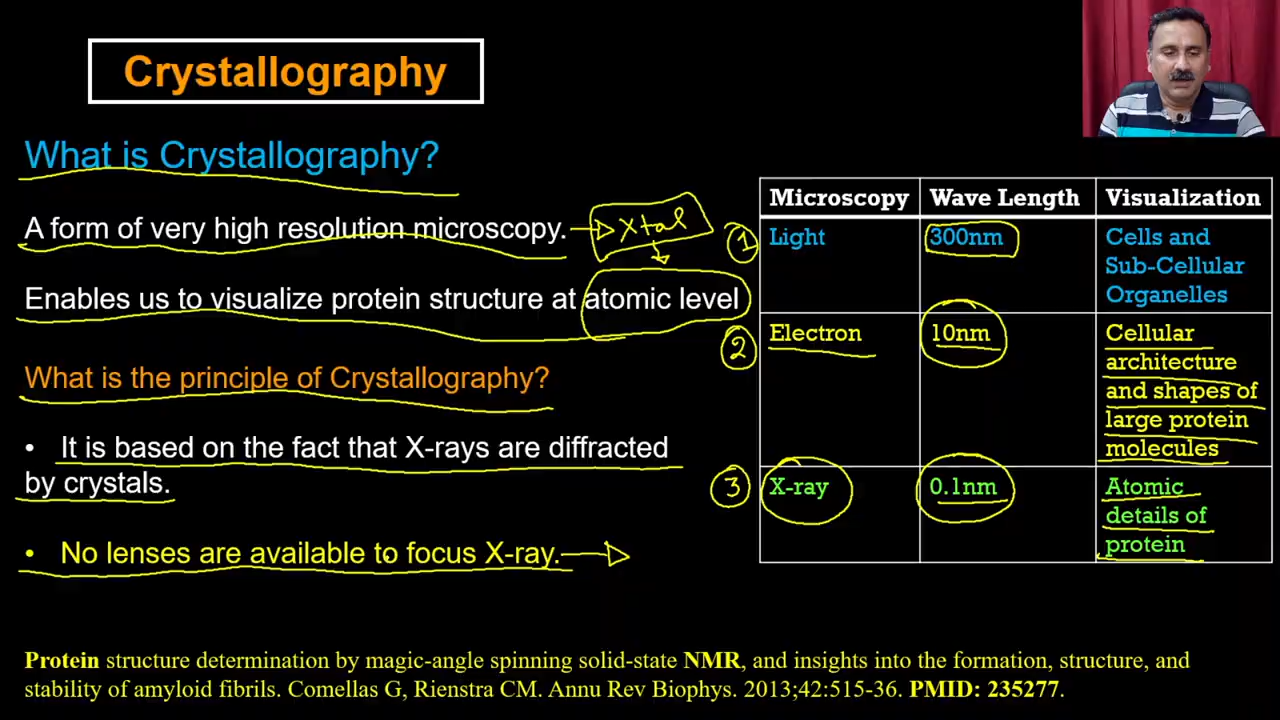 Crystallography
What is Crystallography?
A form of very high resolution microscopy.
Xtal
Enables us to visualize protein structure at atomic level
What is the principle of Crystallography?
• It is based on the fact that X-rays are diffracted
by crystals.
• No lenses are available to focus X-ray.
Microscopy Wave Length Visualization
1 Light 300nm Cells and
Sub-Cellular
Organelles
2 Electron 10nm Cellular
architecture
and shapes of
large protein
molecules
3 X-ray 0.1nm Atomic
details of
protein
Protein structure determination by magic-angle spinning solid-state NMR, and insights into the formation, structure, and
stability of amyloid fibrils. Comellas G, Rienstra CM. Annu Rev Biophys. 2013;42:515-36. PMID: 235277.